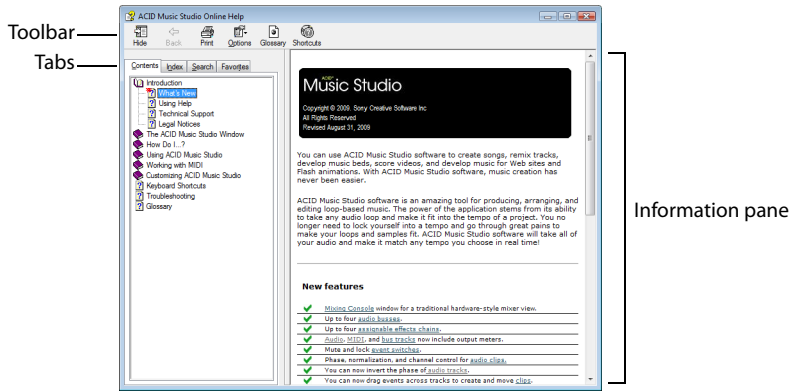 ACID Music Studio Online Help
Toolbar
Hide Back Print Options Glossary Shortcuts
Tabs
Contents Index Search Favorites
Introduction
What's New
Using Help
Technical Support
Legal Notices
The ACID Music Studio Window
How Do I...?
Using ACID Music Studio
Working with MIDI
Customizing ACID Music Studio
Keyboard Shortcuts
Troubleshooting
Glossary
ACID
Music Studio
Copyright © 2009. Sony Creative Software Inc
All Rights Reserved
Revised August 31, 2009
You can use ACID Music Studio software to create songs, remix tracks,
develop music beds, score videos, and develop music for Web sites and
Flash animations. With ACID Music Studio software, music creation has
never been easier.
ACID Music Studio software is an amazing tool for producing, arranging, and
editing loop-based music. The power of the application stems from its ability
to take any audio loop and make it fit into the tempo of a project. You no
longer need to lock yourself into a tempo and go through great pains to
make your loops and samples fit. ACID Music Studio software will take all of
your audio and make it match any tempo you choose in real time!
New features
Mixing Console window for a traditional hardware-style mixer view.
Up to four audio busses.
Up to four assignable effects chains.
Audio, MIDI, and bus tracks now include output meters.
Mute and lock event switches.
Phase, normalization, and channel control for audio clips.
You can now invert the phase of audio tracks.
You can now drag events across tracks to create and move clips.
Information pane